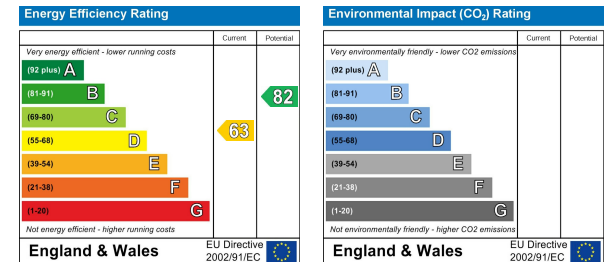 Energy Efficiency Rating
Current Potential
Very energy efficient - lower running costs
(92 plus) A
(81-91) B
82
(69-80) C
63
(55-68) D
(39-54) E
(21-38) F
(1-20) G
Not energy efficient - higher running costs
England & Wales
EU Directive
2002/91/EC
Environmental Impact (CO₂) Rating
Current Potential
Very environmentally friendly - lower CO2 emissions
(92 plus) A
(81-91) B
(69-80) C
(55-68) D
(39-54) E
(21-38) F
(1-20) G
Not environmentally friendly - higher CO2 emissions
England & Wales
EU Directive
2002/91/EC